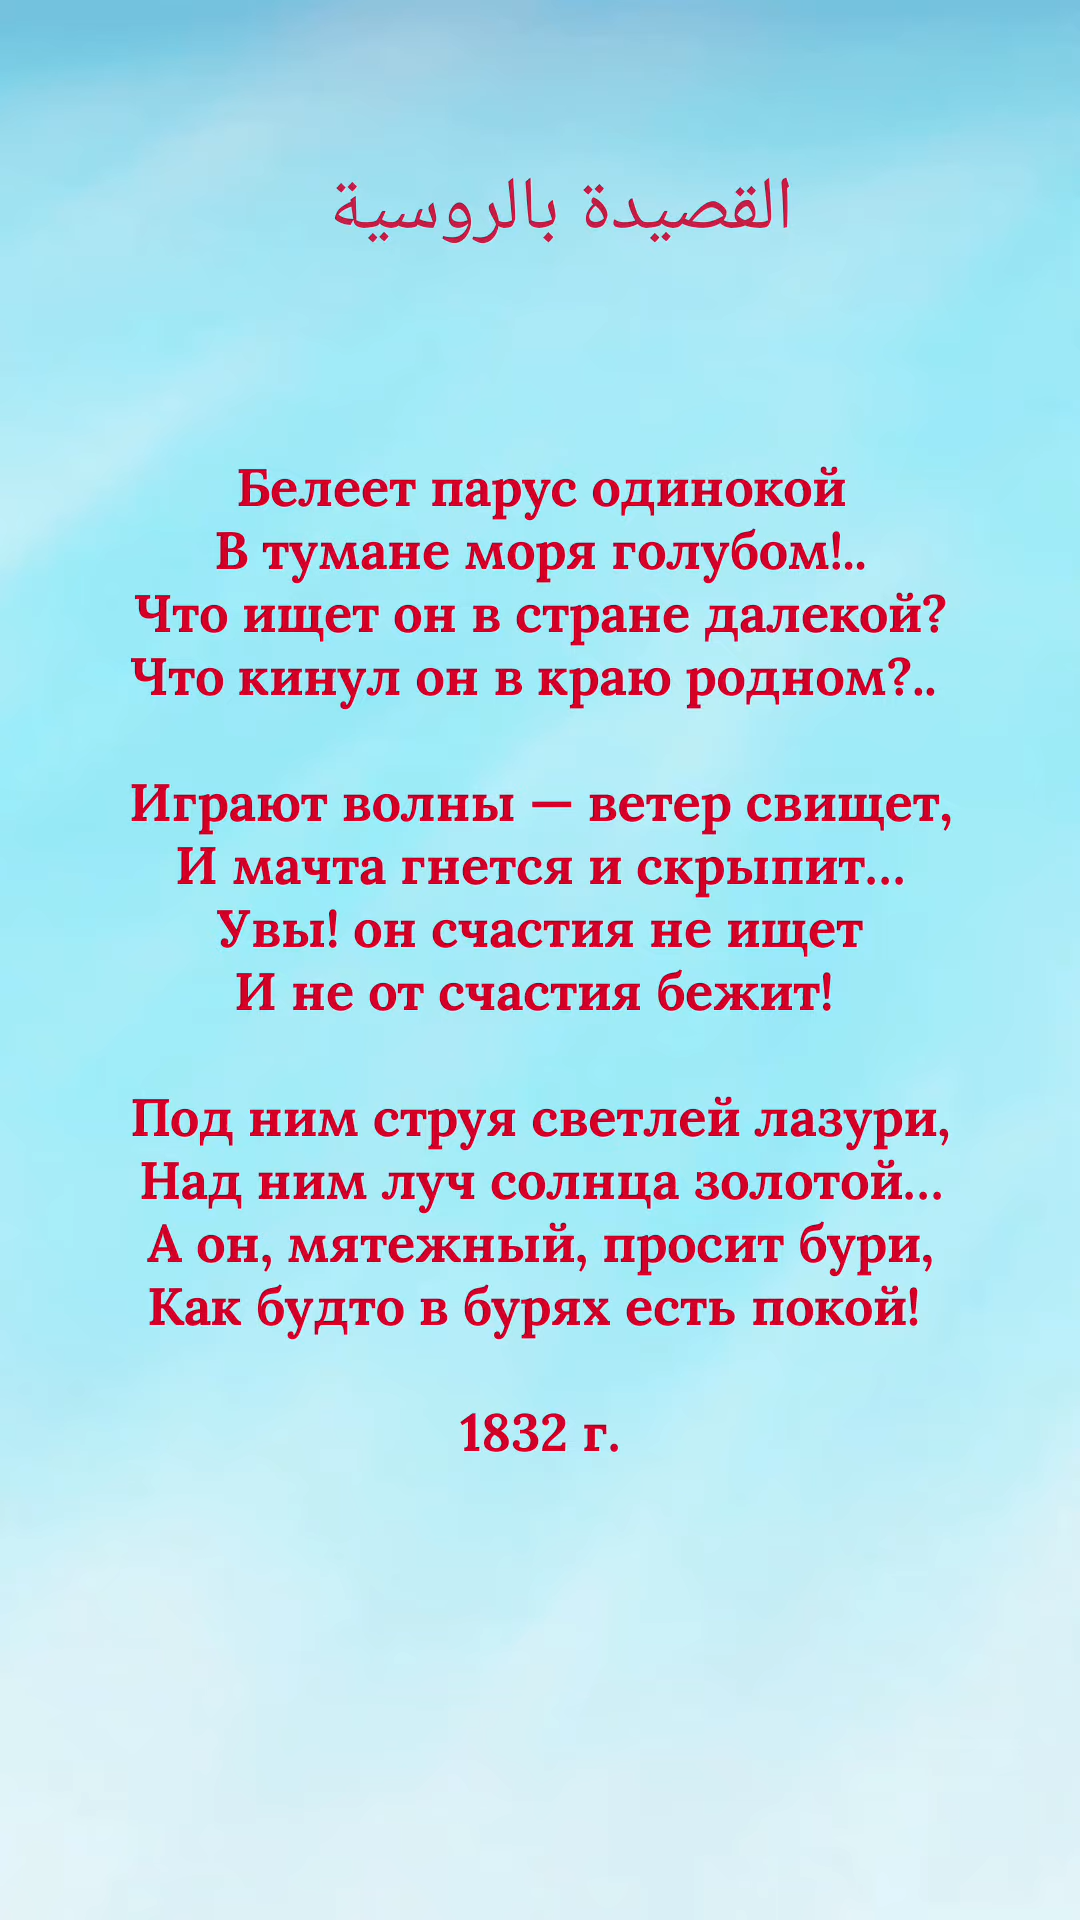 القصيدة بالروسية
Белеет парус одинокой
В тумане моря голубом!..
Что ищет он в стране далекой?
Что кинул он в краю родном?..
Играют волны — ветер свищет,
И мачта гнется и скрыпит...
Увы! он счастия не ищет
И не от счастия бежит!
Под ним струя светлей лазури,
Над ним луч солнца золотой...
А он, мятежный, просит бури,
Как будто в бурях есть покой!
1832 г.